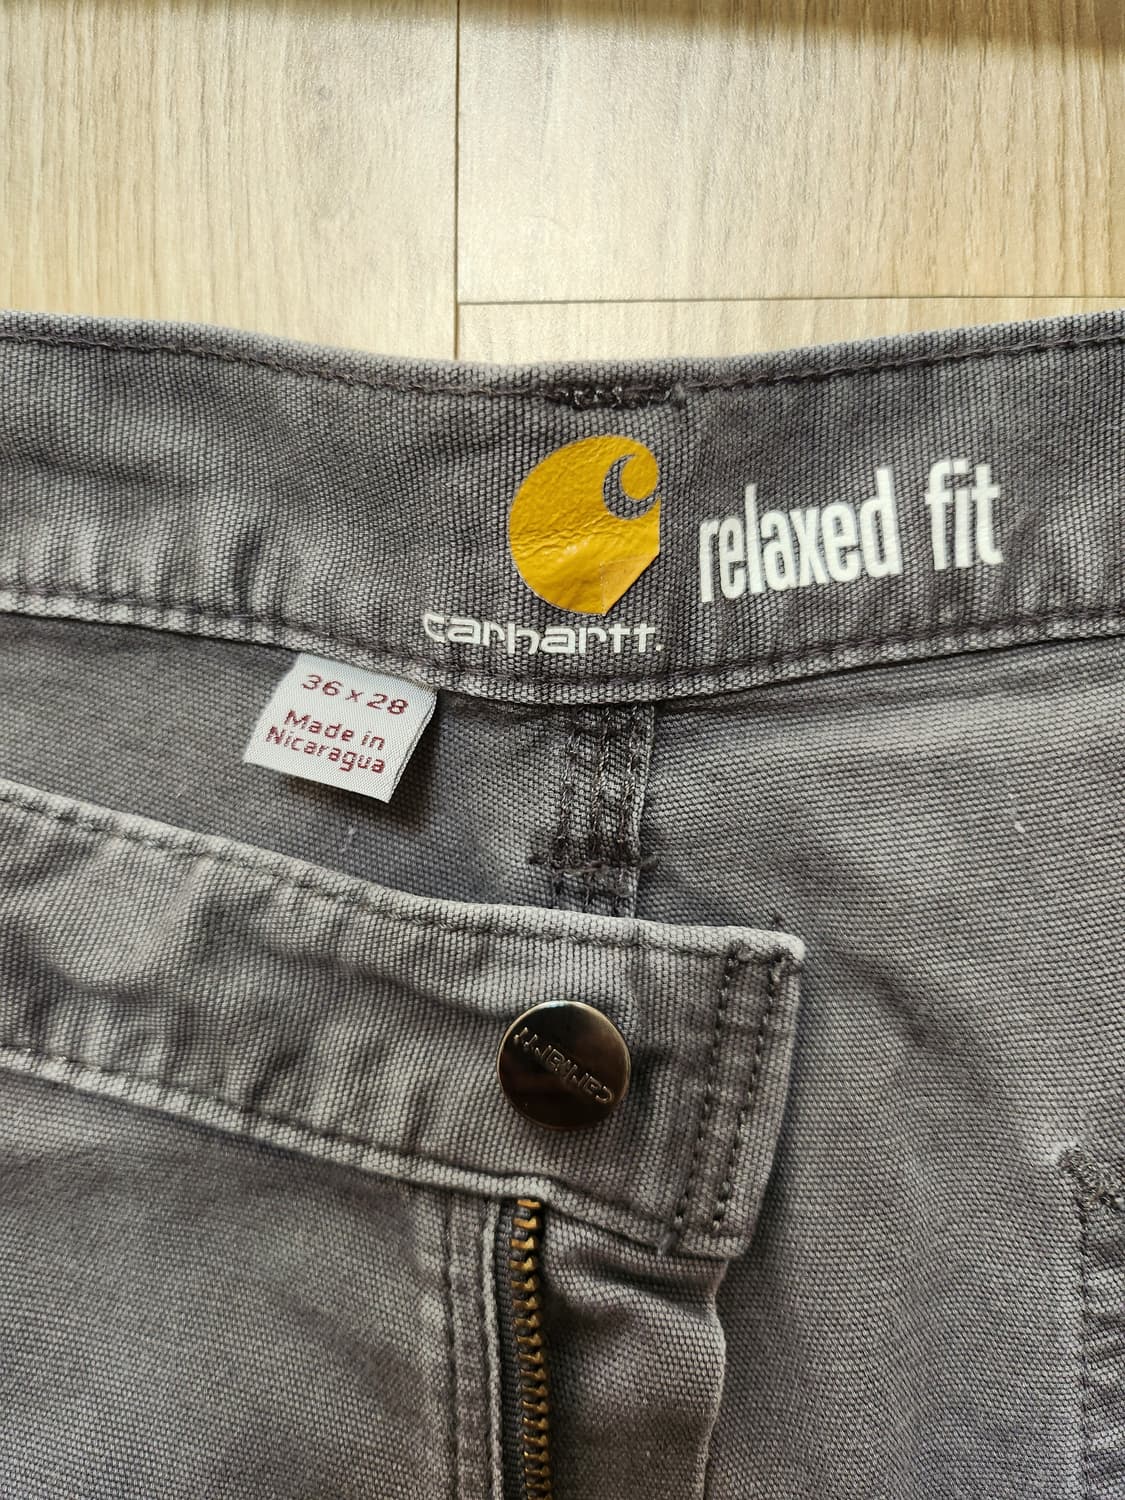 relaxed fit
carhartt.
36 x 28
Made in
Nicaragua
carhartt